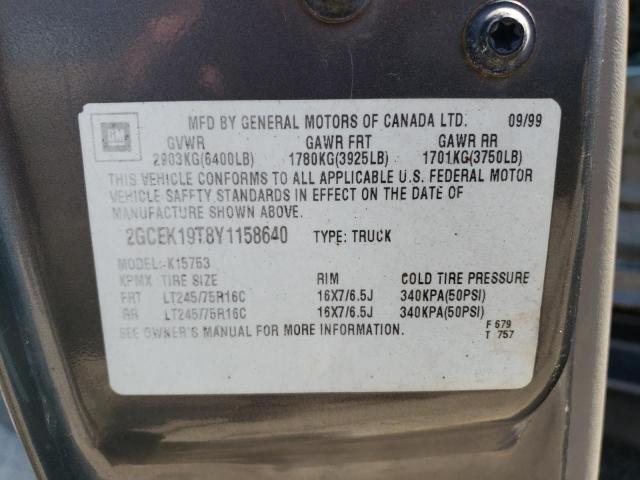 MFD BY GENERAL MOTORS OF CANADA LTD. 09/99
GM
GVWR GAWR FRT GAWR RR
2903KG(6400LB) 1780KG(3925LB) 1701KG(3750LB)
THIS VEHICLE CONFORMS TO ALL APPLICABLE U.S. FEDERAL MOTOR
VEHICLE SAFETY STANDARDS IN EFFECT ON THE DATE OF
MANUFACTURE SHOWN ABOVE.
2GCEK19T8Y1158640 TYPE: TRUCK
MODEL:-K15753
KPMX TIRE SIZE RIM COLD TIRE PRESSURE
FRT LT245/75R16C 16X7/6.5J 340KPA(50PSI)
RR LT245/75R16C 16X7/6.5J 340KPA(50PSI)
SEE OWNER'S MANUAL FOR MORE INFORMATION. F 679
T 757